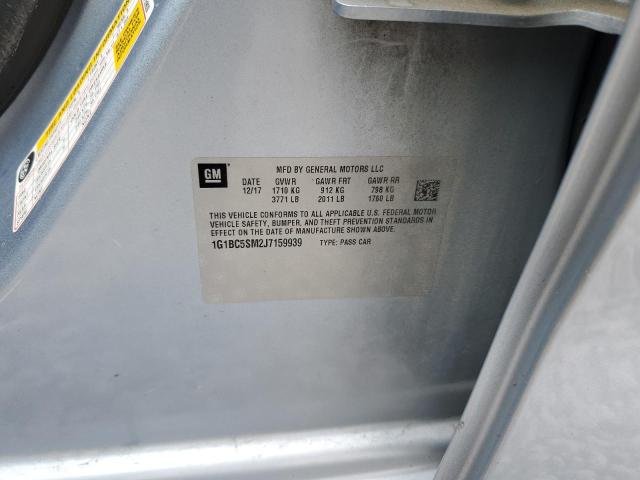 GM
MFD BY GENERAL MOTORS LLC
DATE GVWR GAWR FRT GAWR RR
12/17 1710 KG 912 KG 798 KG
3771 LB 2011 LB 1760 LB
THIS VEHICLE CONFORMS TO ALL APPLICABLE U.S. FEDERAL MOTOR
VEHICLE SAFETY, BUMPER, AND THEFT PREVENTION STANDARDS
IN EFFECT ON THE DATE OF MANUFACTURE SHOWN ABOVE.
1G1BC5SM2J7159939 TYPE: PASS CAR